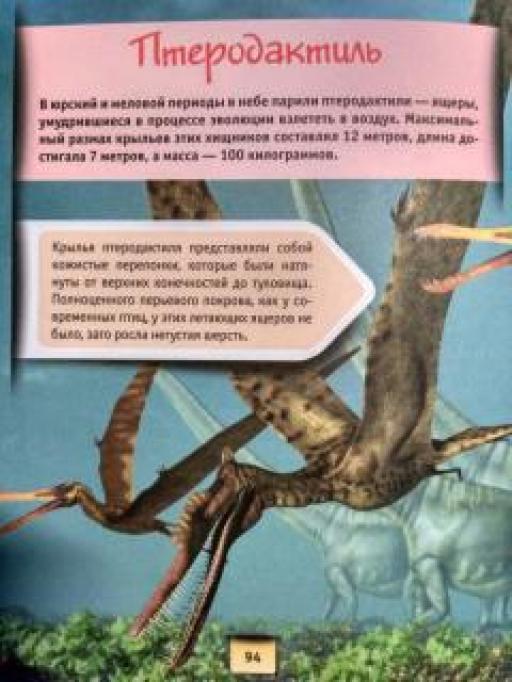 Птеродактиль
В юрский и меловой периоды в небе парили птеродактили — ящеры,
умудрившиеся в процессе эволюции взлететь в воздух. Максималь-
ный размах крыльев этих хищников составлял 12 метров, длина до-
стигала 7 метров, а масса — 100 килограммов.
Крылья птеродактиля представляли собой
кожистые перепонки, которые были натя-
нуты от верхних конечностей до туловища.
Полноценного перьевого покрова, как у со-
временных птиц, у этих летающих ящеров не
было, зато росла негустая шерсть.
94